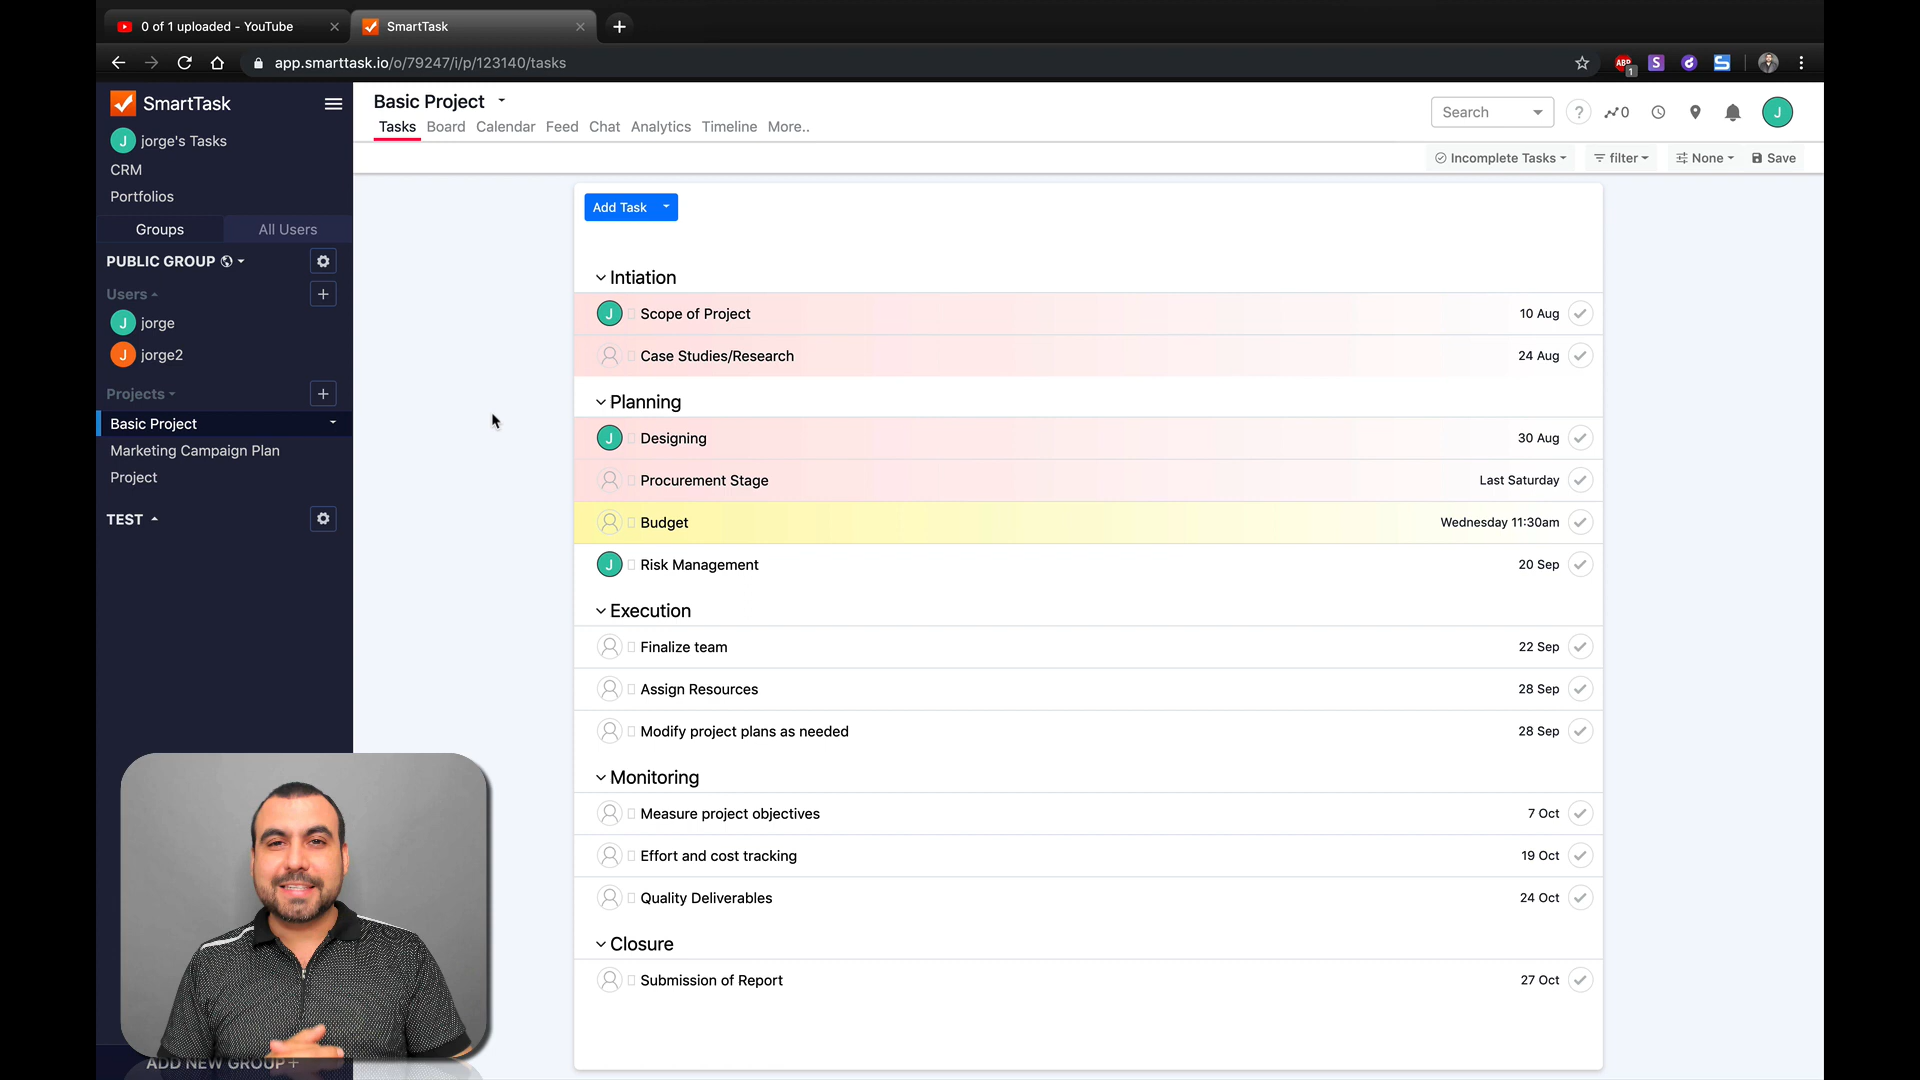 0 of 1 uploaded - YouTube
SmartTask
app.smarttask.io/o/79247/i/p/123140/tasks
ABP
1
S
SmartTask
J jorge's Tasks
CRM
Portfolios
Groups
All Users
PUBLIC GROUP
Users
J jorge
J jorge2
Projects
Basic Project
Marketing Campaign Plan
Project
TEST
ADD NEW GROUP+
Basic Project
Tasks Board Calendar Feed Chat Analytics Timeline More..
Search
?
0
J
Incomplete Tasks
filter
None
Save
Add Task
Intiation
J Scope of Project 10 Aug
Case Studies/Research 24 Aug
Planning
J Designing 30 Aug
Procurement Stage Last Saturday
Budget Wednesday 11:30am
J Risk Management 20 Sep
Execution
Finalize team 22 Sep
Assign Resources 28 Sep
Modify project plans as needed 28 Sep
Monitoring
Measure project objectives 7 Oct
Effort and cost tracking 19 Oct
Quality Deliverables 24 Oct
Closure
Submission of Report 27 Oct